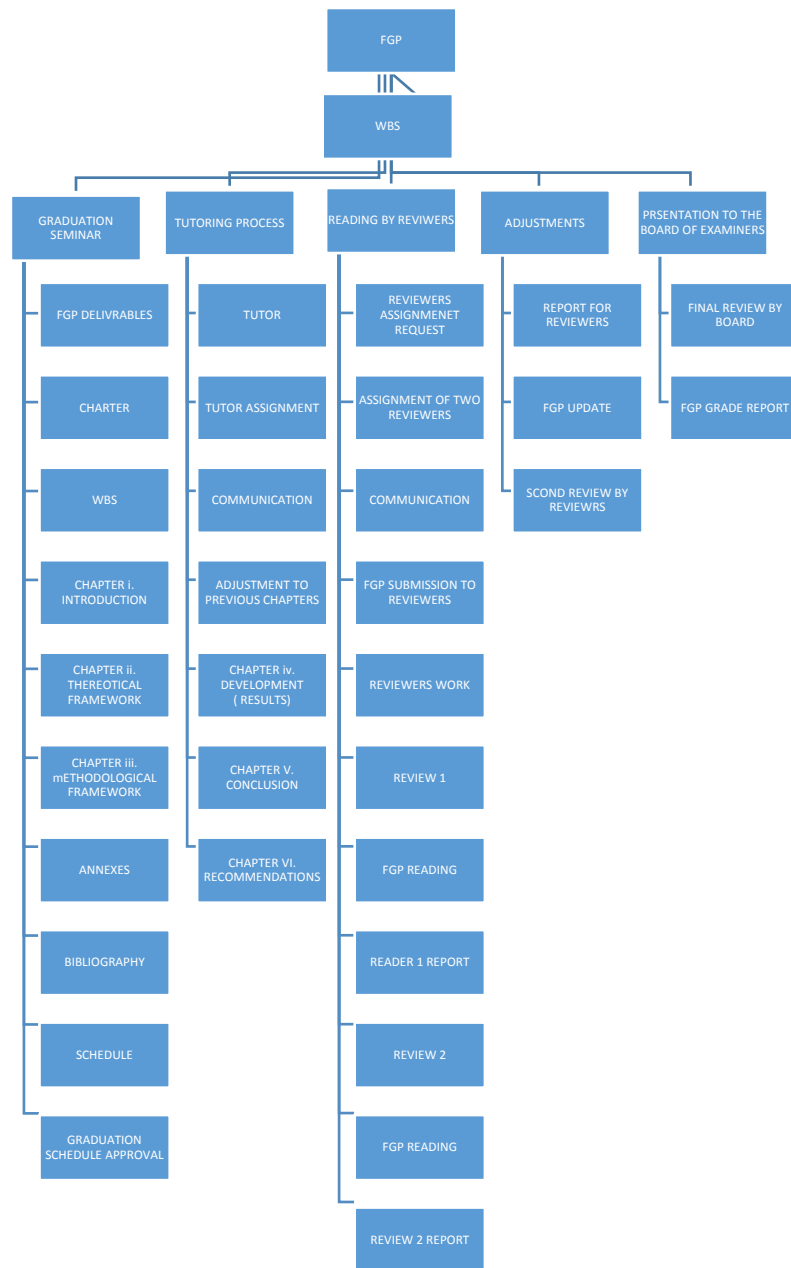 FGP
WBS
GRADUATION
SEMINAR
FGP DELIVRABLES
CHARTER
WBS
CHAPTER i.
INTRODUCTION
CHAPTER ii.
THEREOTICAL
FRAMEWORK
CHAPTER iii.
mETHODOLOGICAL
FRAMEWORK
ANNEXES
BIBLIOGRAPHY
SCHEDULE
GRADUATION
SCHEDULE APPROVAL
TUTORING PROCESS
TUTOR
TUTOR ASSIGNMENT
COMMUNICATION
ADJUSTMENT TO
PREVIOUS CHAPTERS
CHAPTER iv.
DEVELOPMENT
( RESULTS)
CHAPTER V.
CONCLUSION
CHAPTER VI.
RECOMMENDATIONS
READING BY REVIWERS
REVIEWERS
ASSIGNMENET
REQUEST
ASSIGNMENT OF TWO
REVIEWERS
COMMUNICATION
FGP SUBMISSION TO
REVIEWERS
REVIEWERS WORK
REVIEW 1
FGP READING
READER 1 REPORT
REVIEW 2
FGP READING
REVIEW 2 REPORT
ADJUSTMENTS
REPORT FOR
REVIEWERS
FGP UPDATE
SCOND REVIEW BY
REVIEWRS
PRSENTATION TO THE
BOARD OF EXAMINERS
FINAL REVIEW BY
BOARD
FGP GRADE REPORT